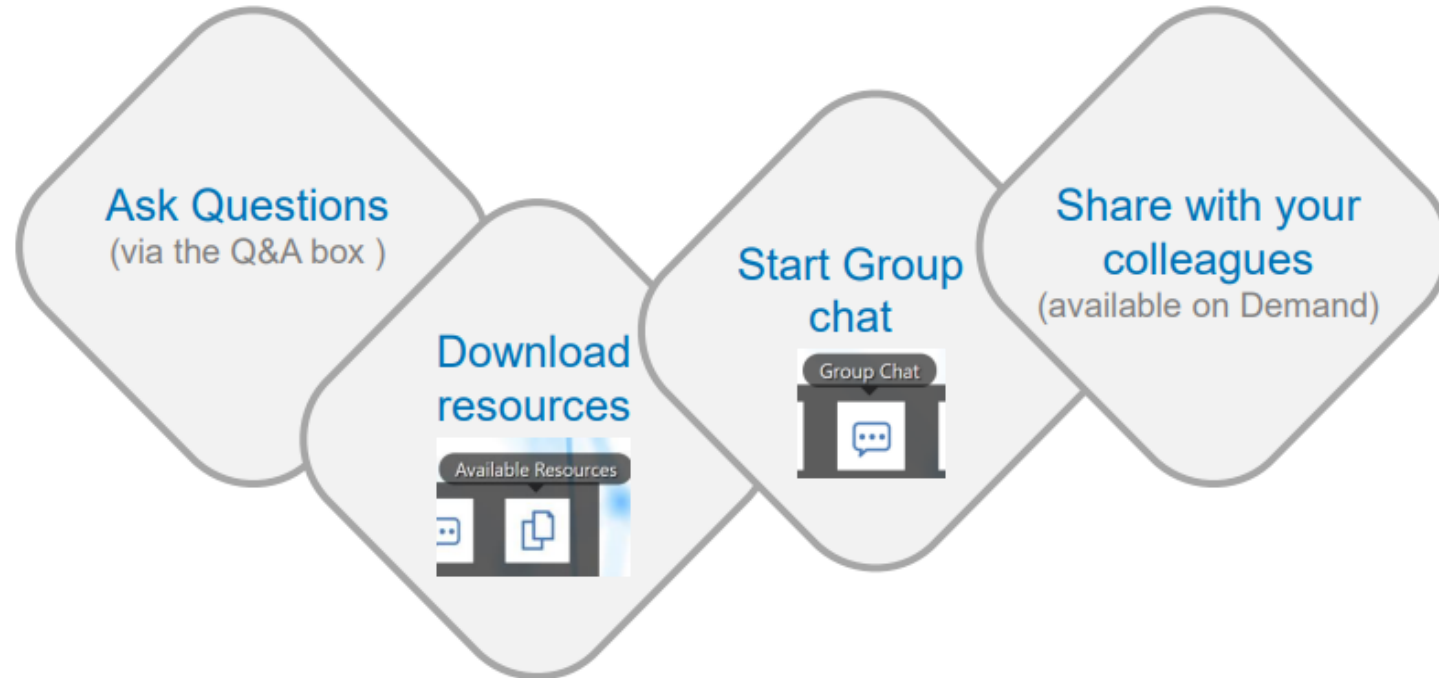 Ask Questions
(via the Q&A box )
Download
resources
Available Resources
Start Group
chat
Group Chat
Share with your
colleagues
(available on Demand)